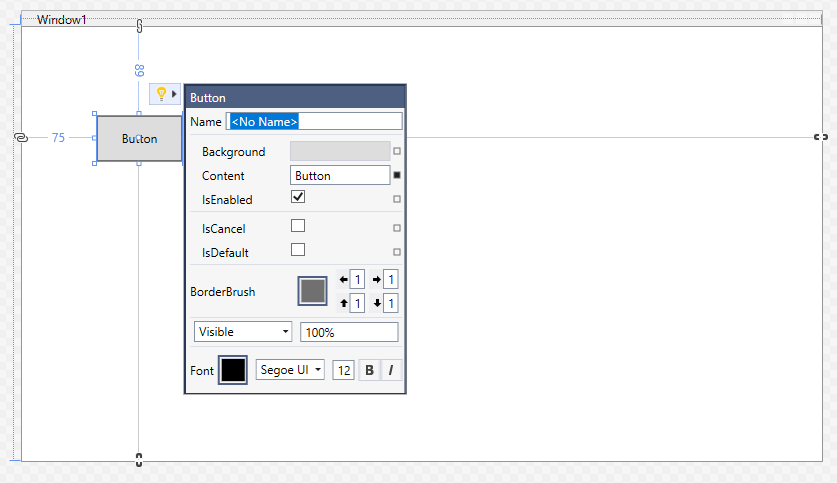 Window1
89
75
Button
Button
Name <No Name>
Background
Content Button
IsEnabled
IsCancel
IsDefault
BorderBrush
1 1
1 1
Visible 100%
Font Segoe UI 12 B I